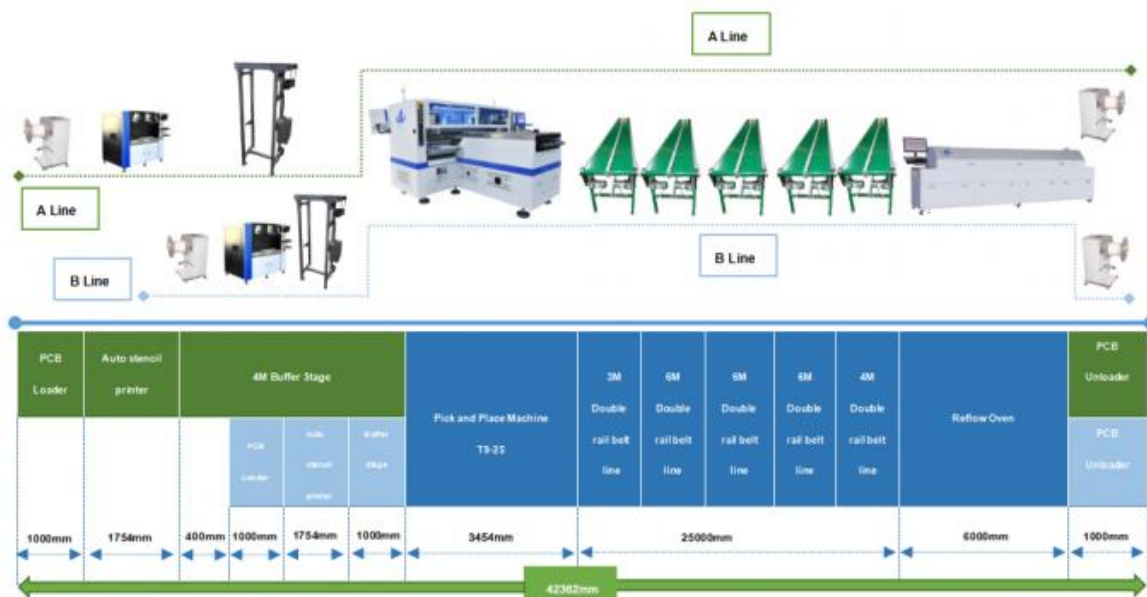 A Line
A Line
B Line
B Line
PCB
Loader
Auto stencil
printer
4M Buffer Stage
PCB
Loader
Auto
stencil
printer
Buffer
Stage
Pick and Place Machine
T9-2S
3M
Double
rail belt
line
6M
Double
rail belt
line
6M
Double
rail belt
line
6M
Double
rail belt
line
4M
Double
rail belt
line
Reflow Oven
PCB
Unloader
PCB
Unloader
1000mm
1754mm
400mm
1000mm
1754mm
1000mm
3454mm
25000mm
6000mm
1000mm
42362mm